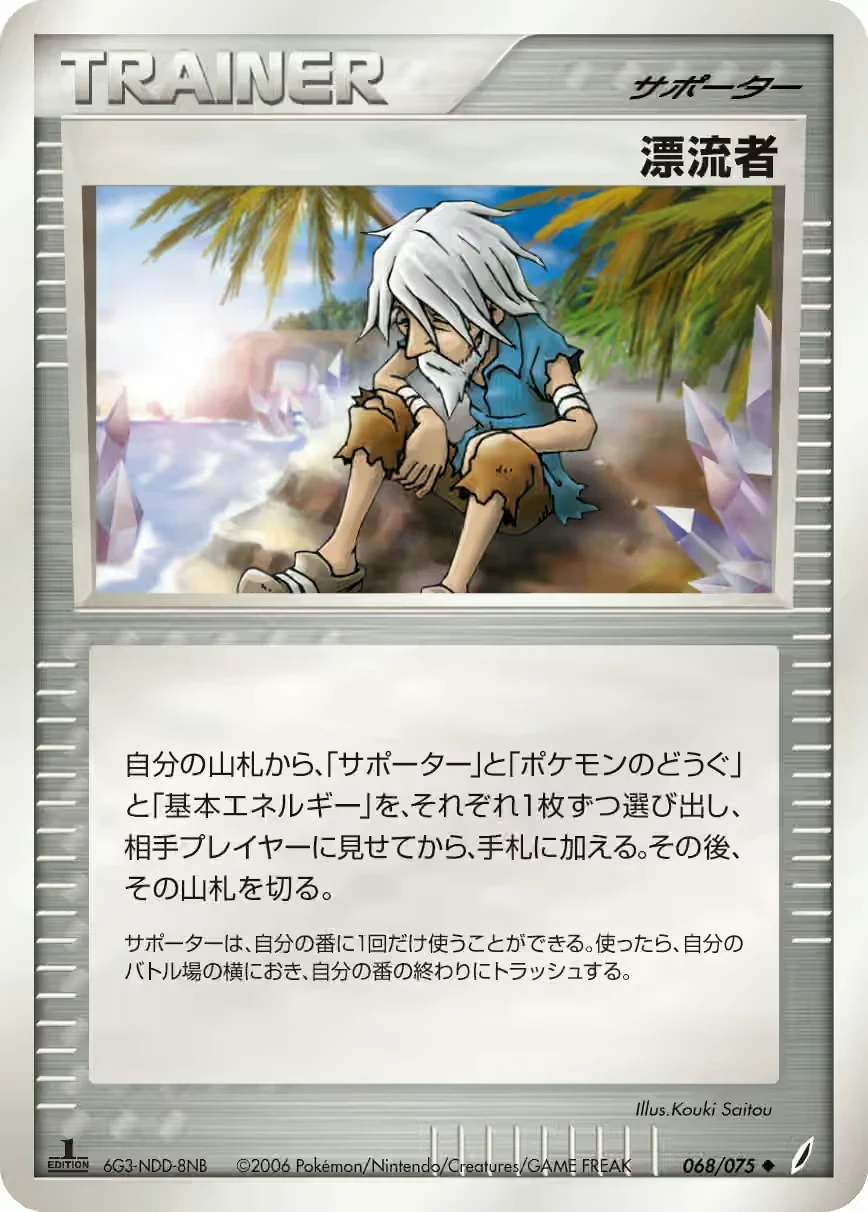 TRAINER
サポーター
漂流者
自分の山札から、「サポーター」と「ポケモンのどうぐ」
と「基本エネルギー」を、それぞれ1枚ずつ選び出し、
相手プレイヤーに見せてから、手札に加える。その後、
その山札を切る。
サポーターは、自分の番に1回だけ使うことができる。使ったら、自分の
バトル場の横におき、自分の番の終わりにトラッシュする。
Illus.Kouki Saitou
1 EDITION 6G3-NDD-8NB ©2006 Pokémon/Nintendo/Creatures/GAME FREAK 068/075 ◆